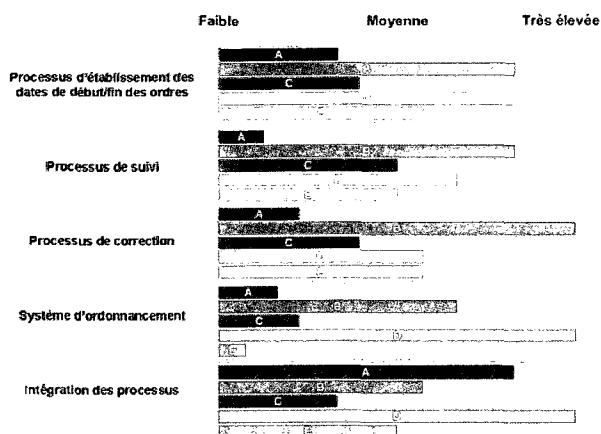 Faible Moyenne Très élevée
A
Processus d'établissement des
dates de début/fin des ordres
C
A
B
Processus de suivi
C
E
A
Processus de correction
C
A
Système d'ordonnancement
C
A
B
Intégration des processus
C